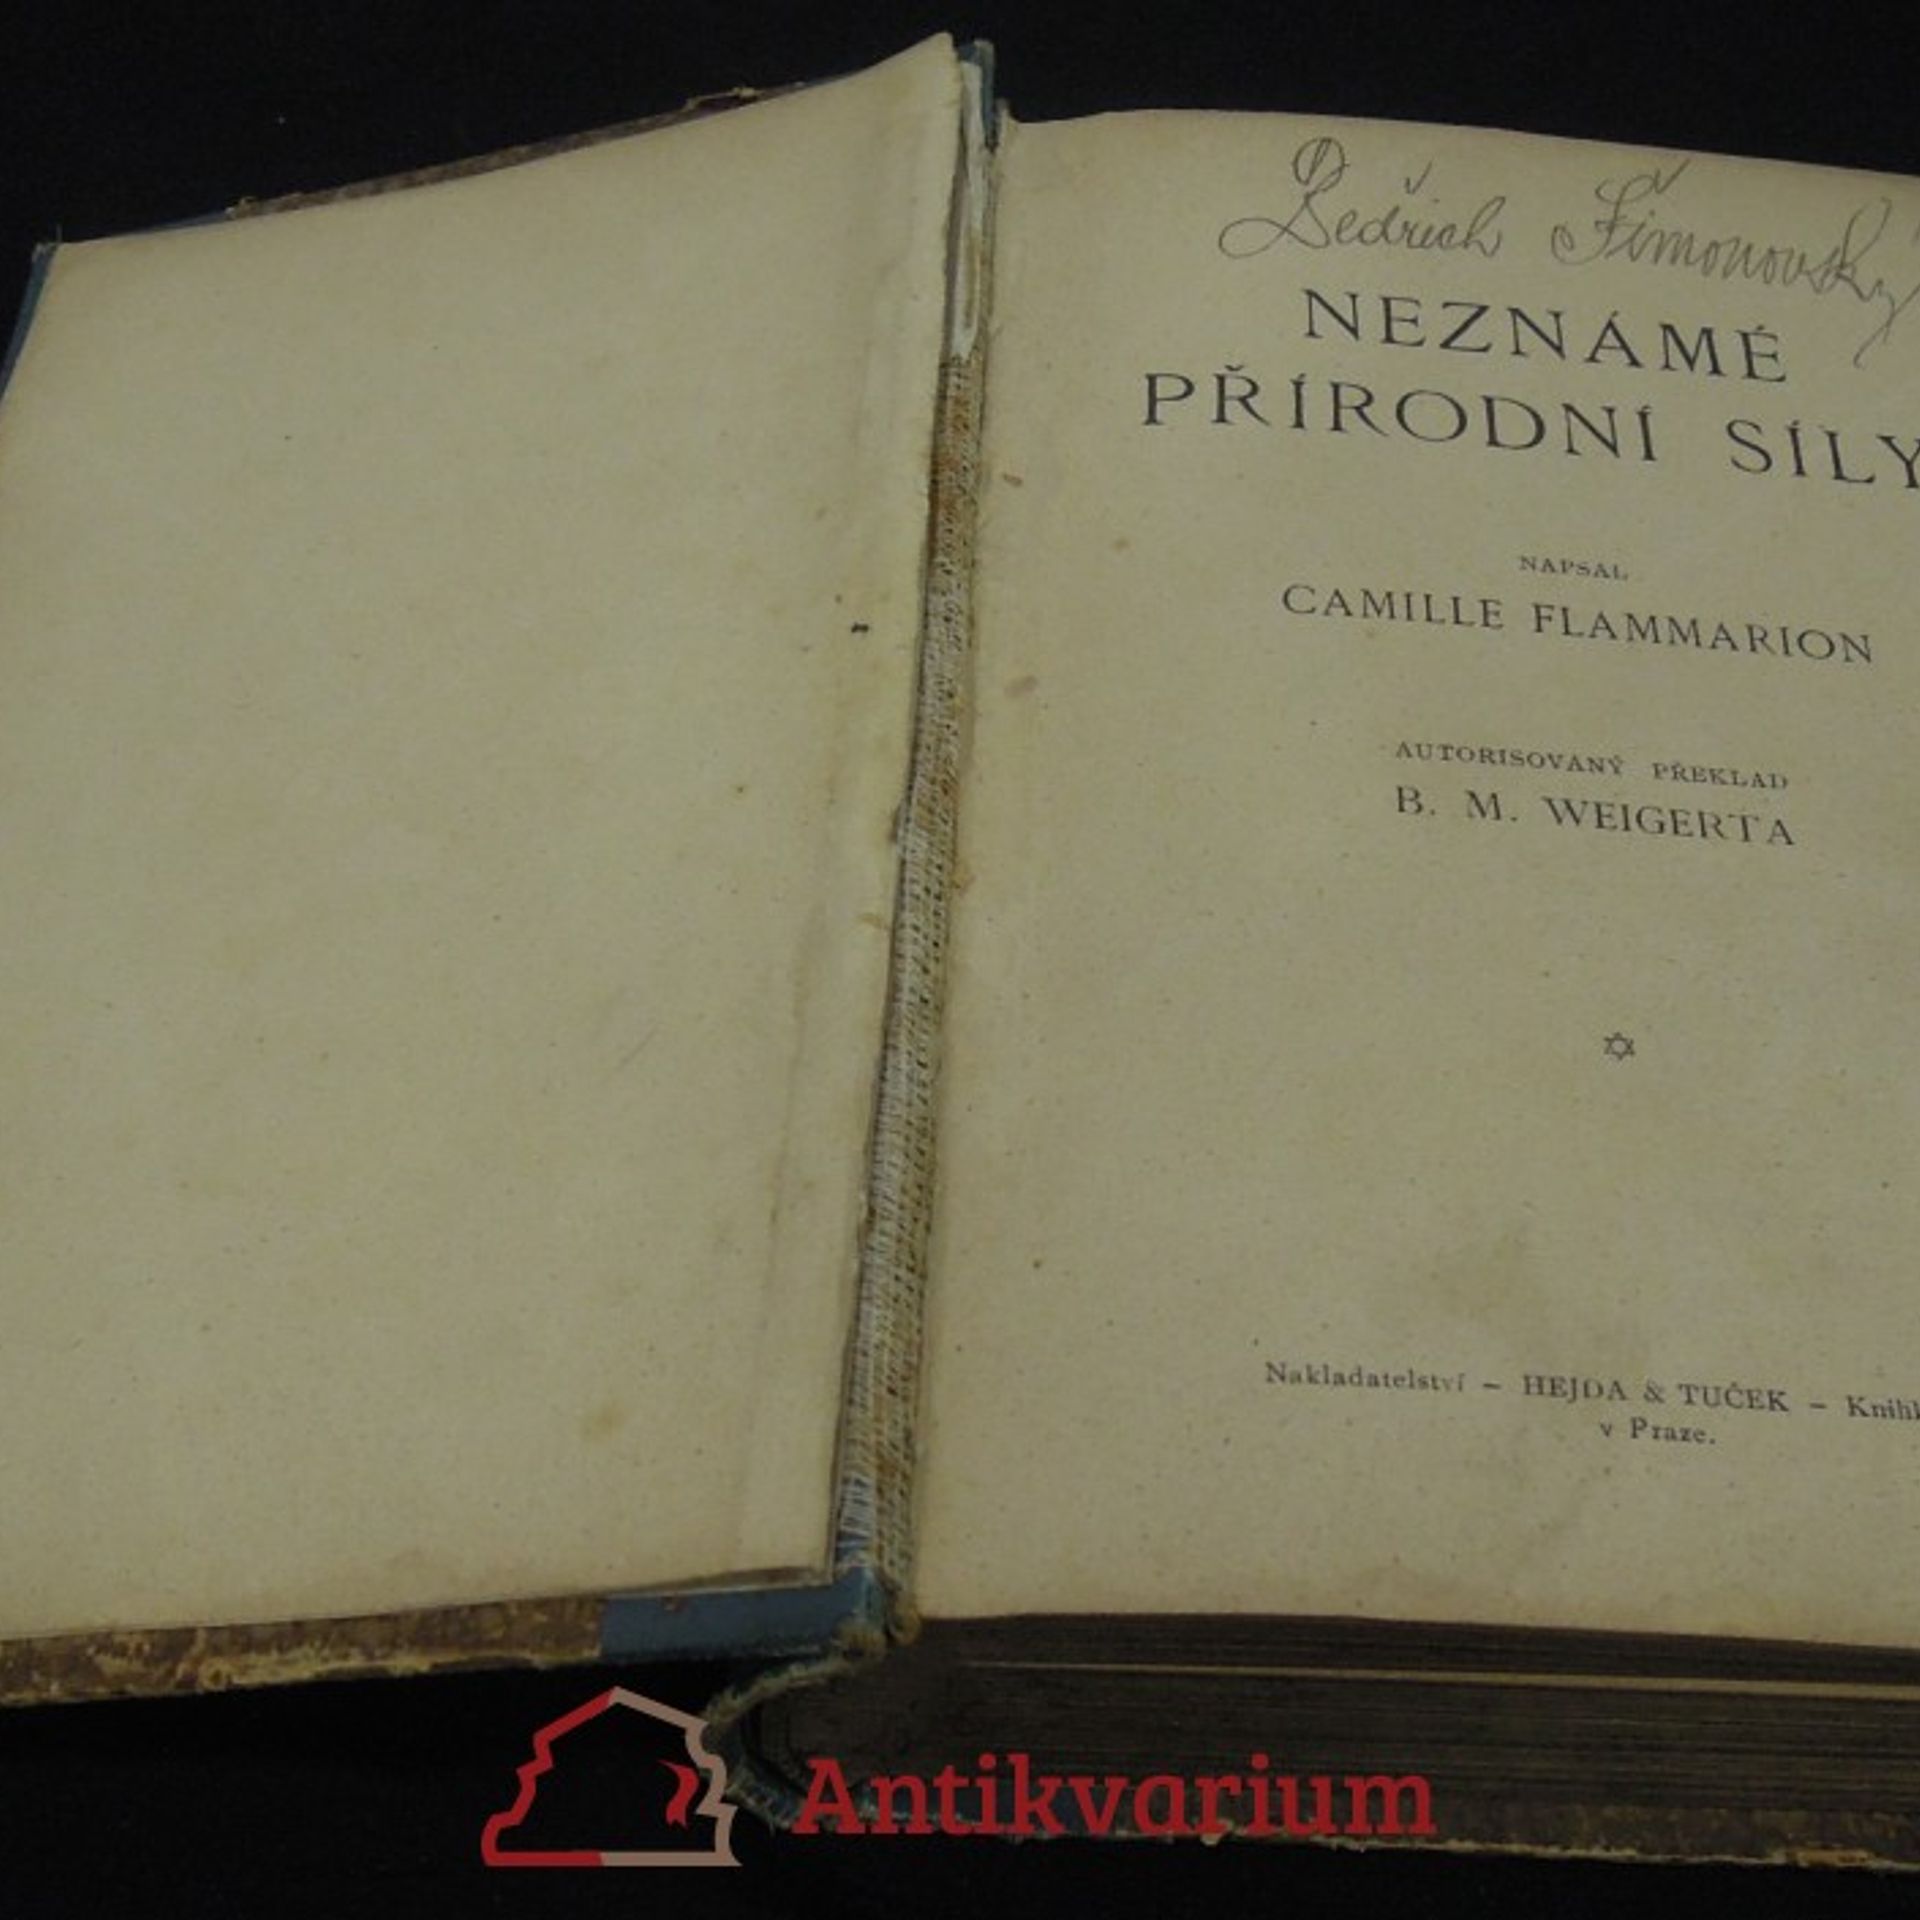 Bedřich Šimonovský
NEZNÁMÉ
PŘÍRODNÍ SÍLY
NAPSAL
CAMILLE FLAMMARION
AUTORISOVANÝ PŘEKLAD
B. M. WEIGERTA
Nakladatelství – HEJDA & TUČEK –
v Praze.
Antikvarium